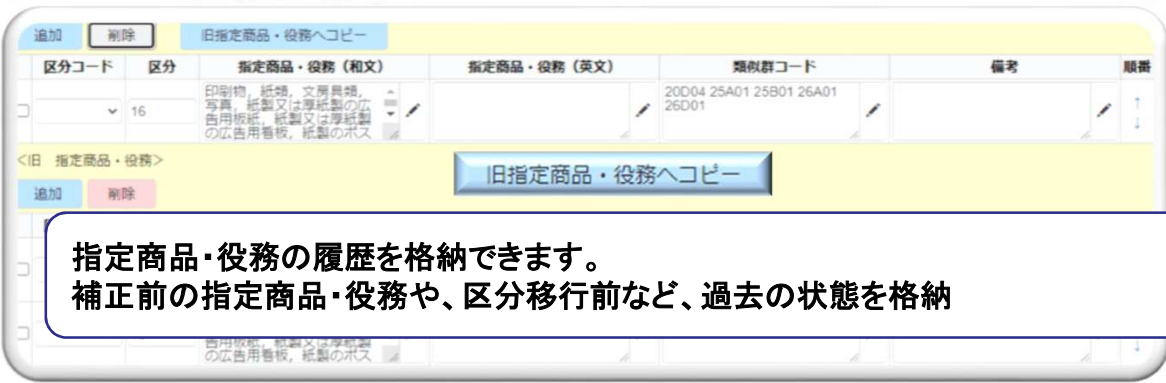 追加 削除 旧指定商品・役務へコピー
区分コード 区分 指定商品・役務（和文） 指定商品・役務（英文） 類似群コード 備考 順番
印刷物，紙類，文房具類，
写真，紙製又は厚紙製の広
告用板紙，紙製又は厚紙製
の広告用看板，紙製のポス
16
20D04 25A01 25B01 26A01
26D01
↑
↓
<旧 指定商品・役務>
旧指定商品・役務へコピー
追加 削除
指定商品・役務の履歴を格納できます。
補正前の指定商品・役務や、区分移行前など、過去の状態を格納
告用板紙，紙製又は厚紙製
の広告用看板，紙製のポス
↓